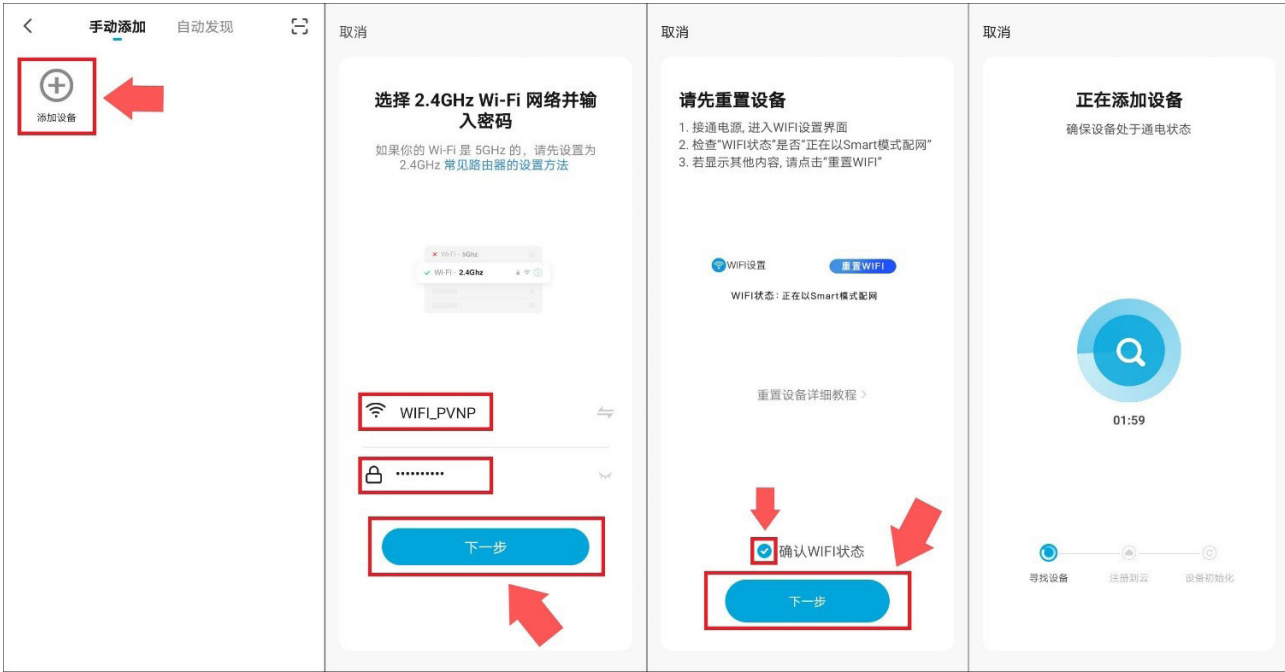 手动添加
自动发现
添加设备
取消
选择 2.4GHz Wi-Fi 网络并输
入密码
如果你的 Wi-Fi 是 5GHz 的，请先设置为
2.4GHz 常见路由器的设置方法
Wi-Fi - 5Ghz
Wi-Fi - 2.4Ghz
WIFI_PVNP
••••••••••
下一步
取消
请先重置设备
1. 接通电源, 进入WIFI设置界面
2. 检查“WIFI状态”是否“正在以Smart模式配网”
3. 若显示其他内容, 请点击“重置WIFI”
WIFI设置
重置WIFI
WIFI状态：正在以Smart模式配网
重置设备详细教程 >
确认WIFI状态
下一步
取消
正在添加设备
确保设备处于通电状态
01:59
寻找设备
注册到云
设备初始化